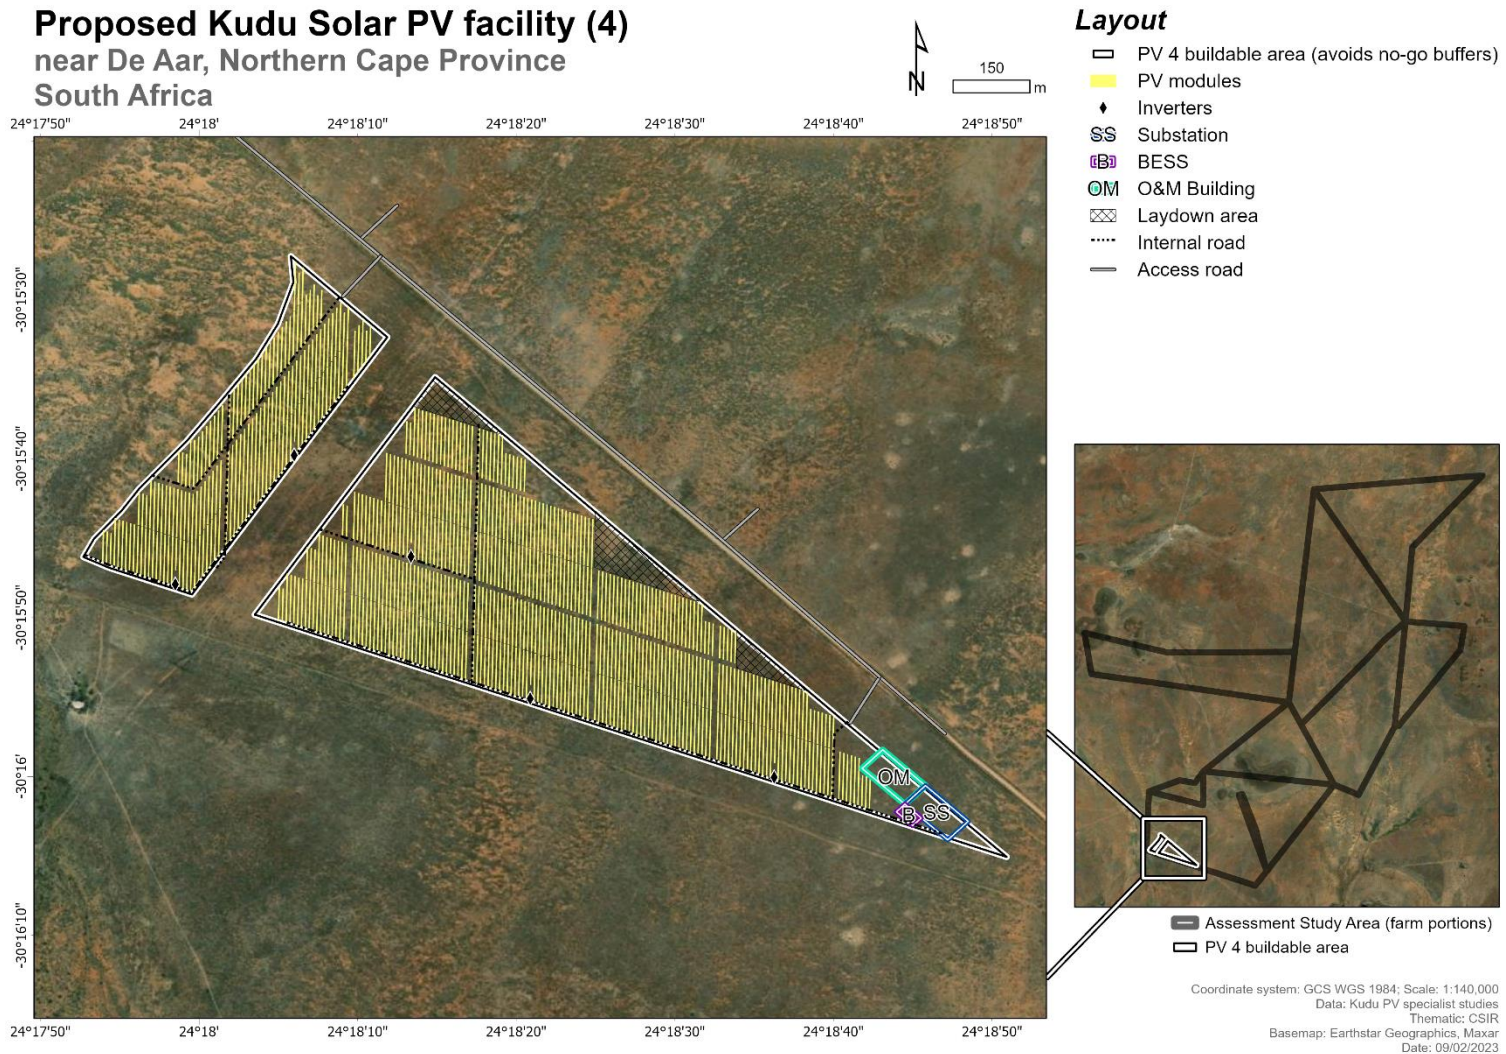 Proposed Kudu Solar PV facility (4)
near De Aar, Northern Cape Province
South Africa
N
150
m
Layout
PV 4 buildable area (avoids no-go buffers)
PV modules
Inverters
SS Substation
B BESS
OM O&M Building
Laydown area
Internal road
Access road
24°17'50" 24°18' 24°18'10" 24°18'20" 24°18'30" 24°18'40" 24°18'50"
-30°15'30"
-30°15'40"
-30°15'50"
-30°16'
-30°16'10"
OM
B
SS
24°17'50" 24°18' 24°18'10" 24°18'20" 24°18'30" 24°18'40" 24°18'50"
Assessment Study Area (farm portions)
PV 4 buildable area
Coordinate system: GCS WGS 1984; Scale: 1:140,000
Data: Kudu PV specialist studies
Thematic: CSIR
Basemap: Earthstar Geographics, Maxar
Date: 09/02/2023